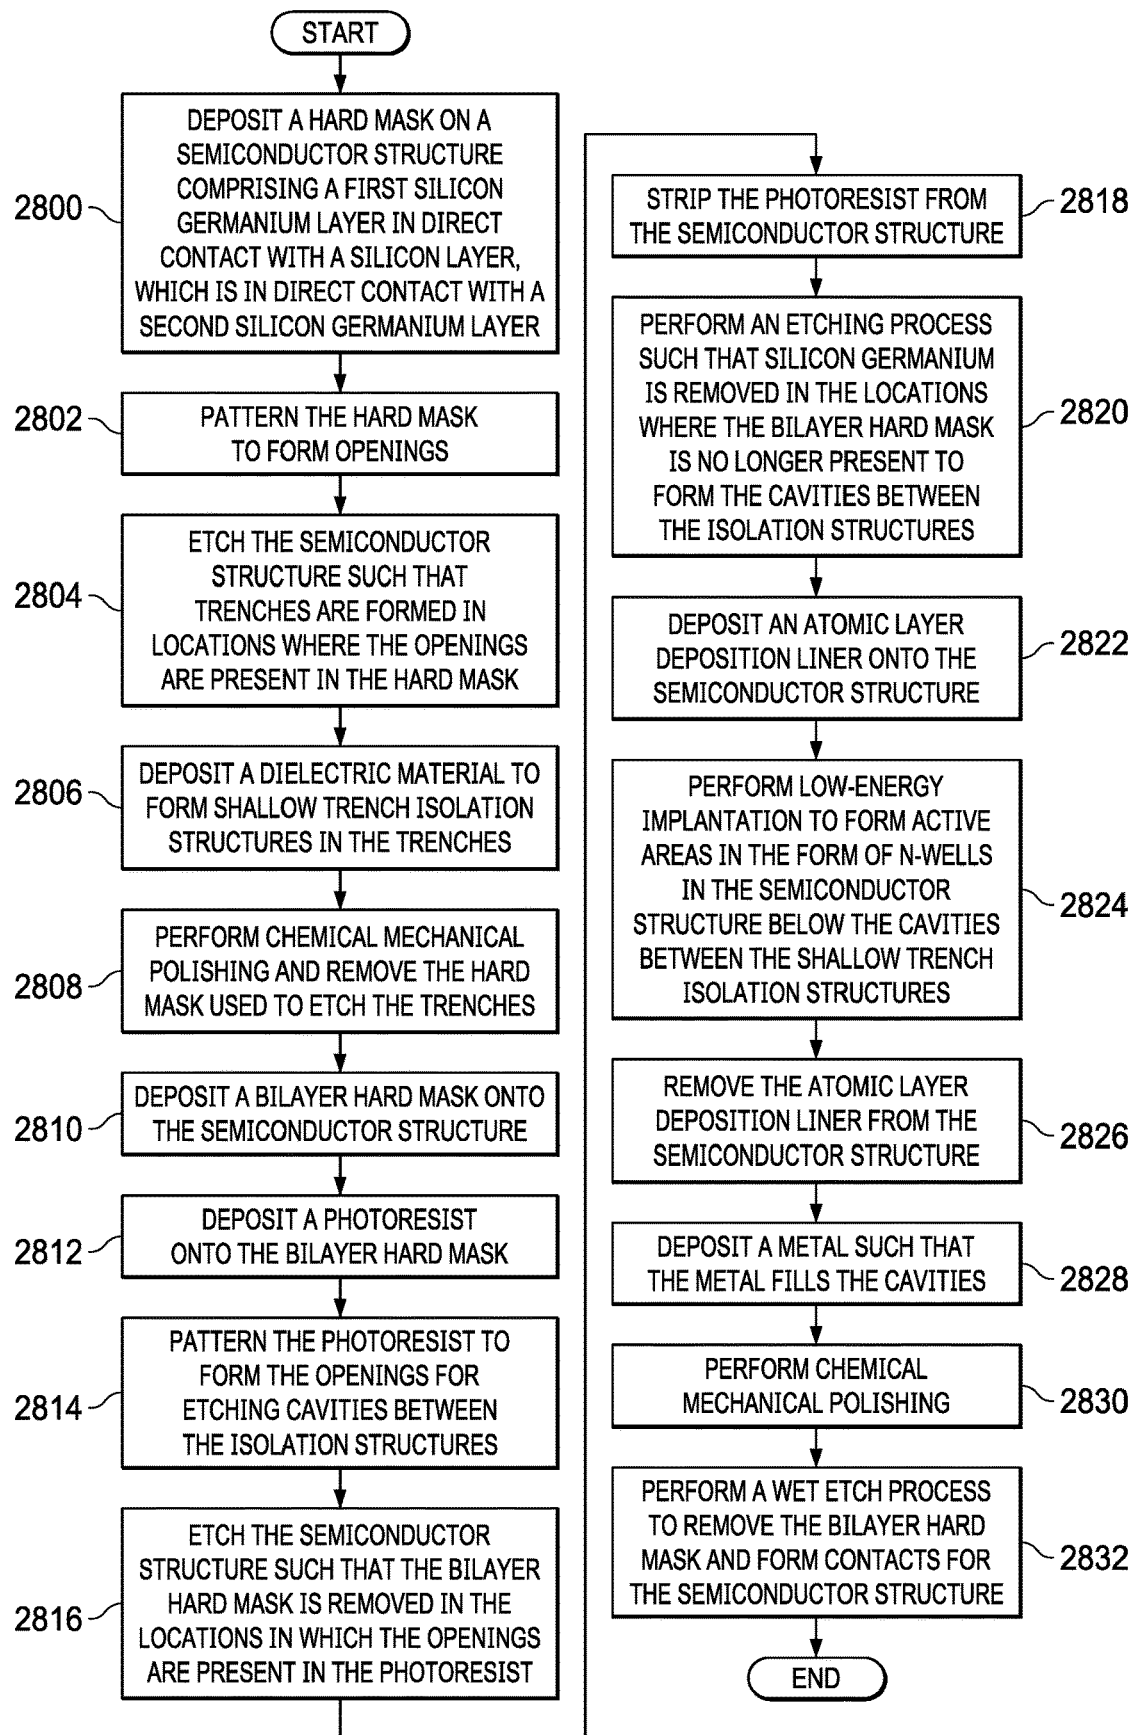 START
2800
DEPOSIT A HARD MASK ON A
SEMICONDUCTOR STRUCTURE
COMPRISING A FIRST SILICON
GERMANIUM LAYER IN DIRECT
CONTACT WITH A SILICON LAYER,
WHICH IS IN DIRECT CONTACT WITH A
SECOND SILICON GERMANIUM LAYER
2802
PATTERN THE HARD MASK
TO FORM OPENINGS
2804
ETCH THE SEMICONDUCTOR
STRUCTURE SUCH THAT
TRENCHES ARE FORMED IN
LOCATIONS WHERE THE OPENINGS
ARE PRESENT IN THE HARD MASK
2806
DEPOSIT A DIELECTRIC MATERIAL TO
FORM SHALLOW TRENCH ISOLATION
STRUCTURES IN THE TRENCHES
2808
PERFORM CHEMICAL MECHANICAL
POLISHING AND REMOVE THE HARD
MASK USED TO ETCH THE TRENCHES
2810
DEPOSIT A BILAYER HARD MASK ONTO
THE SEMICONDUCTOR STRUCTURE
2812
DEPOSIT A PHOTORESIST
ONTO THE BILAYER HARD MASK
2814
PATTERN THE PHOTORESIST TO
FORM THE OPENINGS FOR
ETCHING CAVITIES BETWEEN
THE ISOLATION STRUCTURES
2816
ETCH THE SEMICONDUCTOR
STRUCTURE SUCH THAT THE BILAYER
HARD MASK IS REMOVED IN THE
LOCATIONS IN WHICH THE OPENINGS
ARE PRESENT IN THE PHOTORESIST
STRIP THE PHOTORESIST FROM
THE SEMICONDUCTOR STRUCTURE
2818
PERFORM AN ETCHING PROCESS
SUCH THAT SILICON GERMANIUM
IS REMOVED IN THE LOCATIONS
WHERE THE BILAYER HARD MASK
IS NO LONGER PRESENT TO
FORM THE CAVITIES BETWEEN
THE ISOLATION STRUCTURES
2820
DEPOSIT AN ATOMIC LAYER
DEPOSITION LINER ONTO THE
SEMICONDUCTOR STRUCTURE
2822
PERFORM LOW-ENERGY
IMPLANTATION TO FORM ACTIVE
AREAS IN THE FORM OF N-WELLS
IN THE SEMICONDUCTOR
STRUCTURE BELOW THE CAVITIES
BETWEEN THE SHALLOW TRENCH
ISOLATION STRUCTURES
2824
REMOVE THE ATOMIC LAYER
DEPOSITION LINER FROM THE
SEMICONDUCTOR STRUCTURE
2826
DEPOSIT A METAL SUCH THAT
THE METAL FILLS THE CAVITIES
2828
PERFORM CHEMICAL
MECHANICAL POLISHING
2830
PERFORM A WET ETCH PROCESS
TO REMOVE THE BILAYER HARD
MASK AND FORM CONTACTS FOR
THE SEMICONDUCTOR STRUCTURE
2832
END